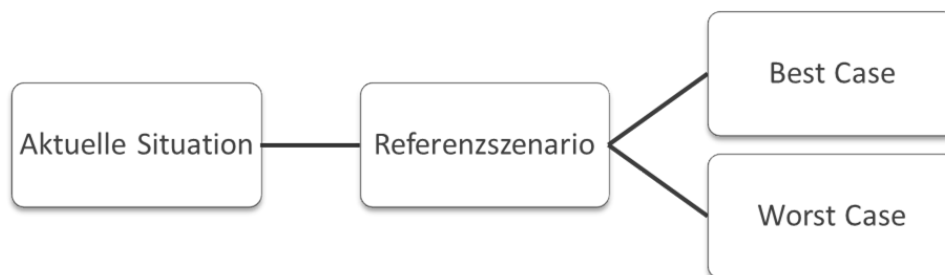 Aktuelle Situation
Referenzszenario
Best Case
Worst Case